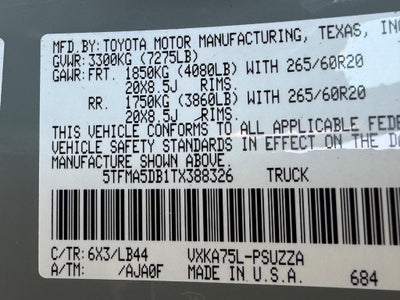 MFD.BY: TOYOTA MOTOR MANUFACTURING, TEXAS, INC
GVWR: 3300KG (7275LB)
GAWR: FRT. 1850KG (4080LB) WITH 265/60R20
20X8.5J RIMS.
RR. 1750KG (3860LB) WITH 265/60R20
20X8.5J RIMS.
THIS VEHICLE CONFORMS TO ALL APPLICABLE FEDE
VEHICLE SAFETY STANDARDS IN EFFECT ON THE DA
MANUFACTURE SHOWN ABOVE.
5TFMA5DB1TX388326 TRUCK
C/TR: 6X3/LB44 VXKA75L-PSUZZA
A/TM: /AJA0F MADE IN U.S.A. 684